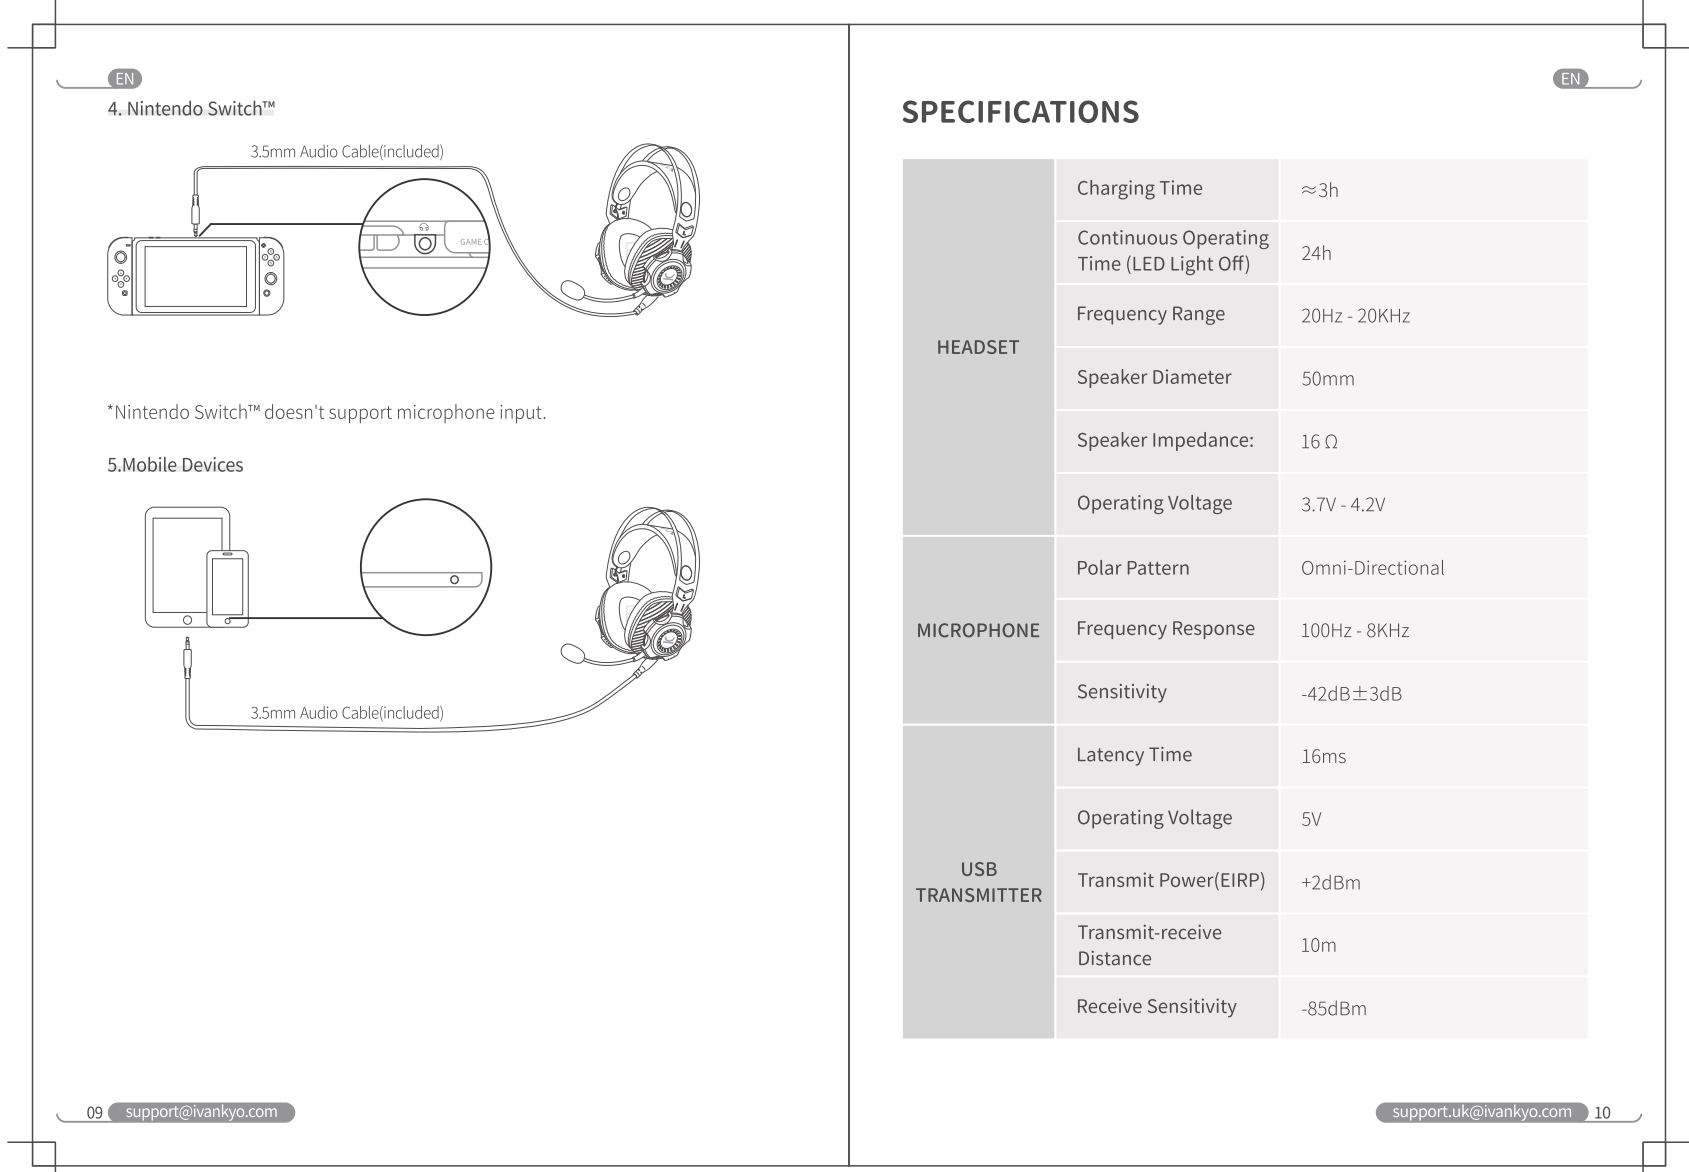 EN
4. Nintendo Switch™
3.5mm Audio Cable(included)
GAME C
L
*Nintendo Switch™ doesn't support microphone input.
5.Mobile Devices
L
3.5mm Audio Cable(included)
09 support@ivankyo.com
EN
SPECIFICATIONS
HEADSET
Charging Time ≈3h
Continuous Operating
Time (LED Light Off) 24h
Frequency Range 20Hz - 20KHz
Speaker Diameter 50mm
Speaker Impedance: 16 Ω
Operating Voltage 3.7V - 4.2V
MICROPHONE
Polar Pattern Omni-Directional
Frequency Response 100Hz - 8KHz
Sensitivity -42dB±3dB
USB
TRANSMITTER
Latency Time 16ms
Operating Voltage 5V
Transmit Power(EIRP) +2dBm
Transmit-receive
Distance 10m
Receive Sensitivity -85dBm
support.uk@ivankyo.com 10